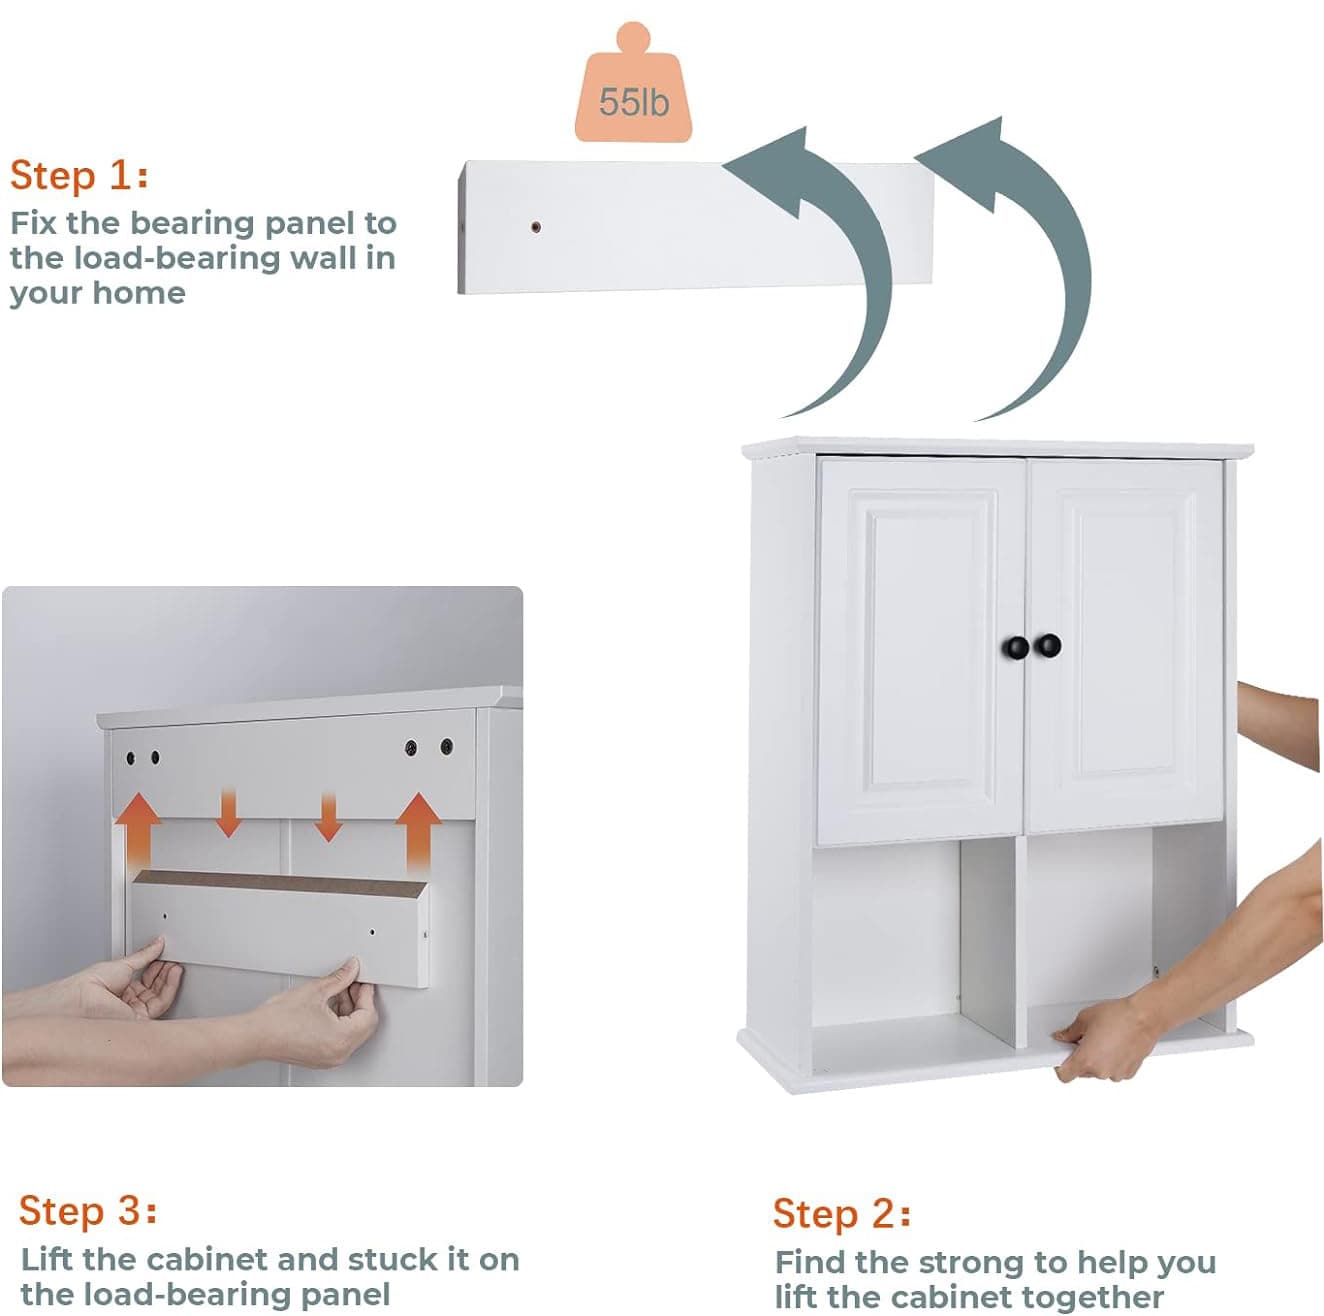 55lb
Step 1:
Fix the bearing panel to
the load-bearing wall in
your home
Step 3:
Lift the cabinet and stuck it on
the load-bearing panel
Step 2:
Find the strong to help you
lift the cabinet together